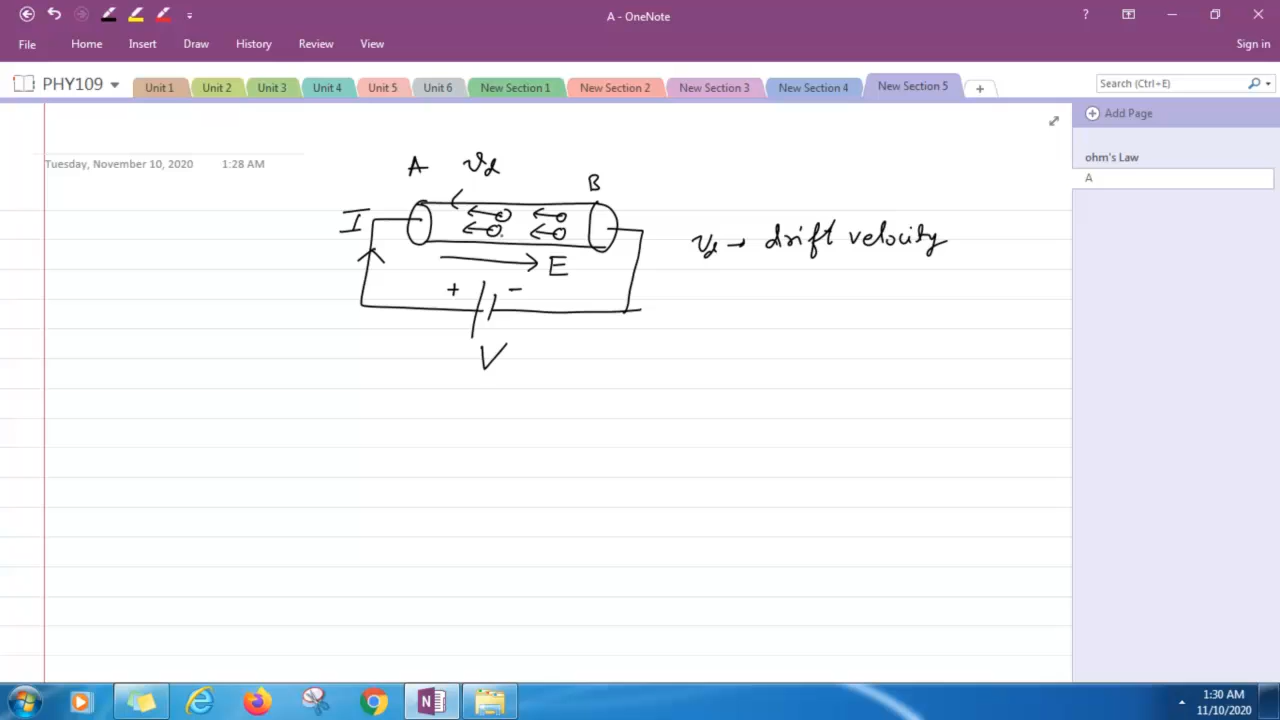 A - OneNote
?
File Home Insert Draw History Review View Sign in
PHY109 Unit 1 Unit 2 Unit 3 Unit 4 Unit 5 Unit 6 New Section 1 New Section 2 New Section 3 New Section 4 New Section 5 + Search (Ctrl+E)
Add Page
Tuesday, November 10, 2020 1:28 AM
ohm's Law
A
A vd
B
I
vd → drift velocity
E
+ -
V
1:30 AM
11/10/2020